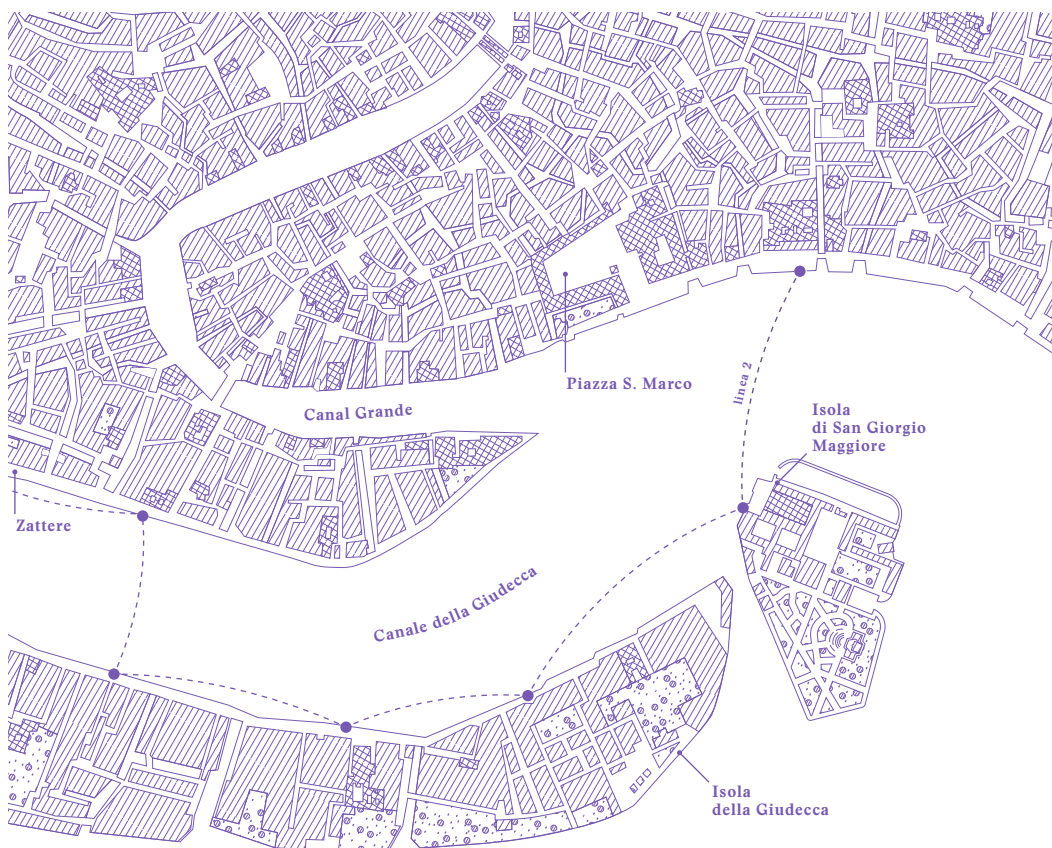 Piazza S. Marco
linea 2
Canal Grande
Isola
di San Giorgio
Maggiore
Zattere
Canale della Giudecca
Isola
della Giudecca